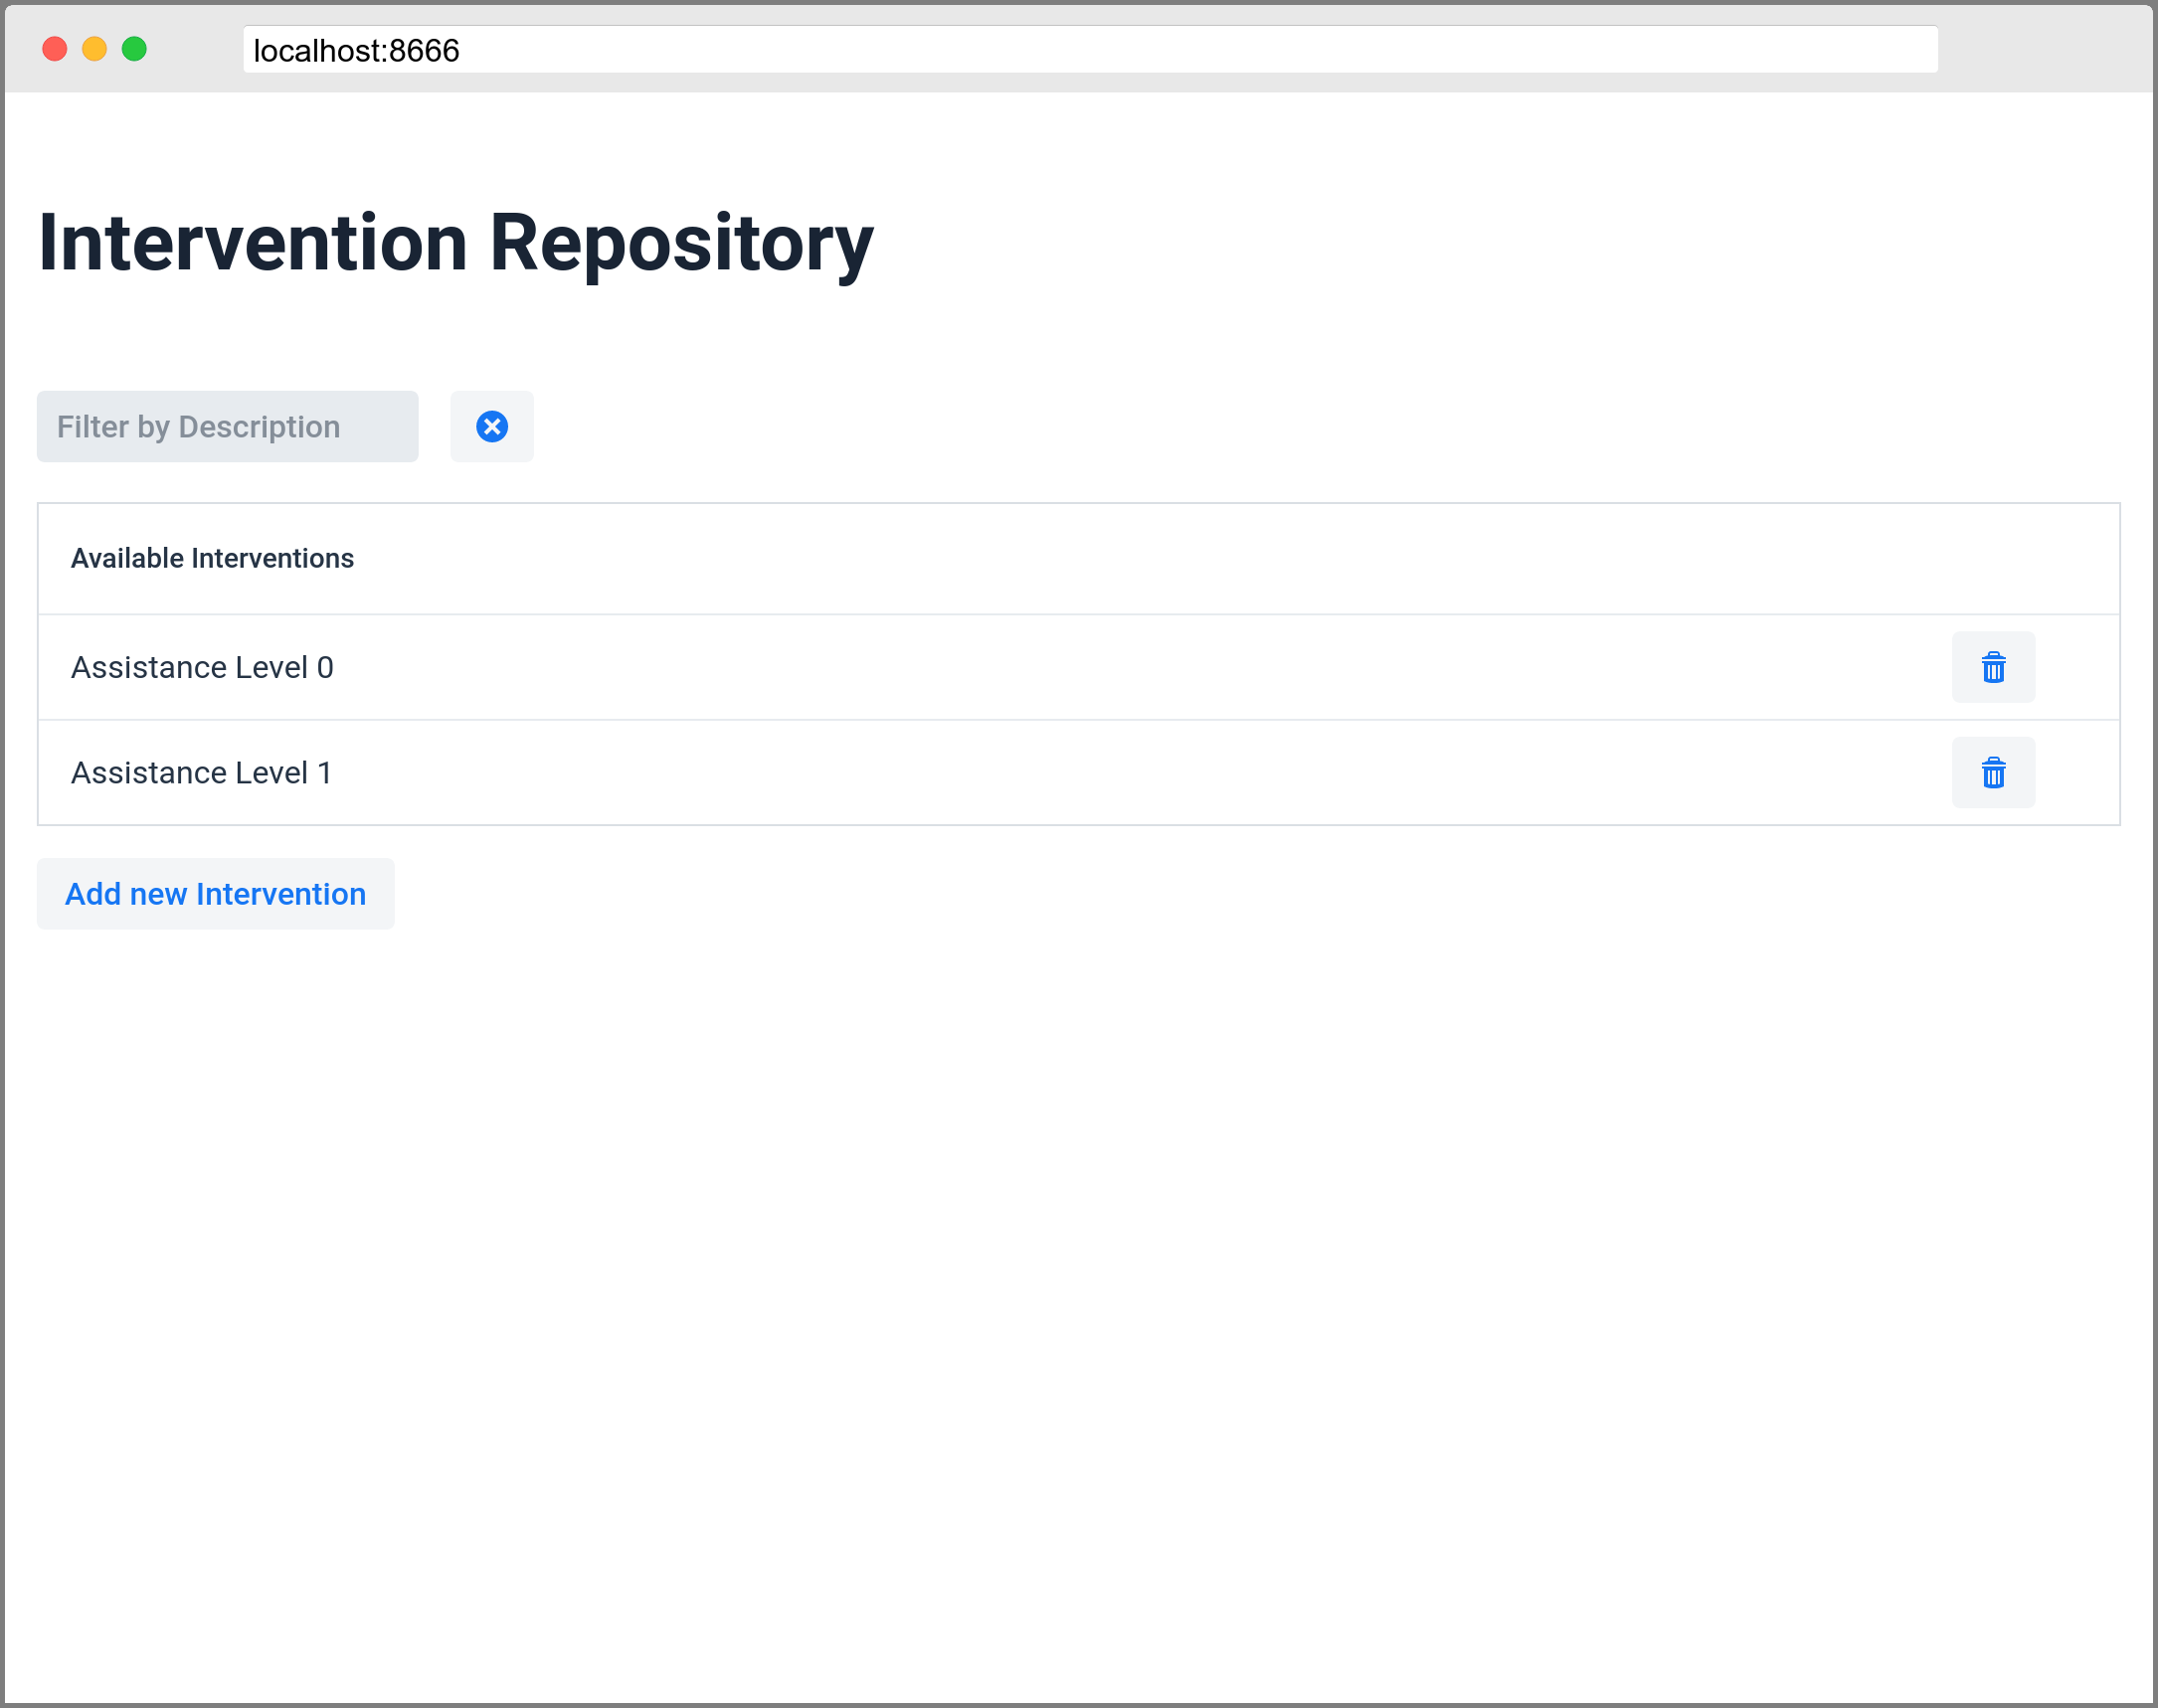 localhost:8666
Intervention Repository
Filter by Description
Available Interventions
Assistance Level 0
Assistance Level 1
Add new Intervention